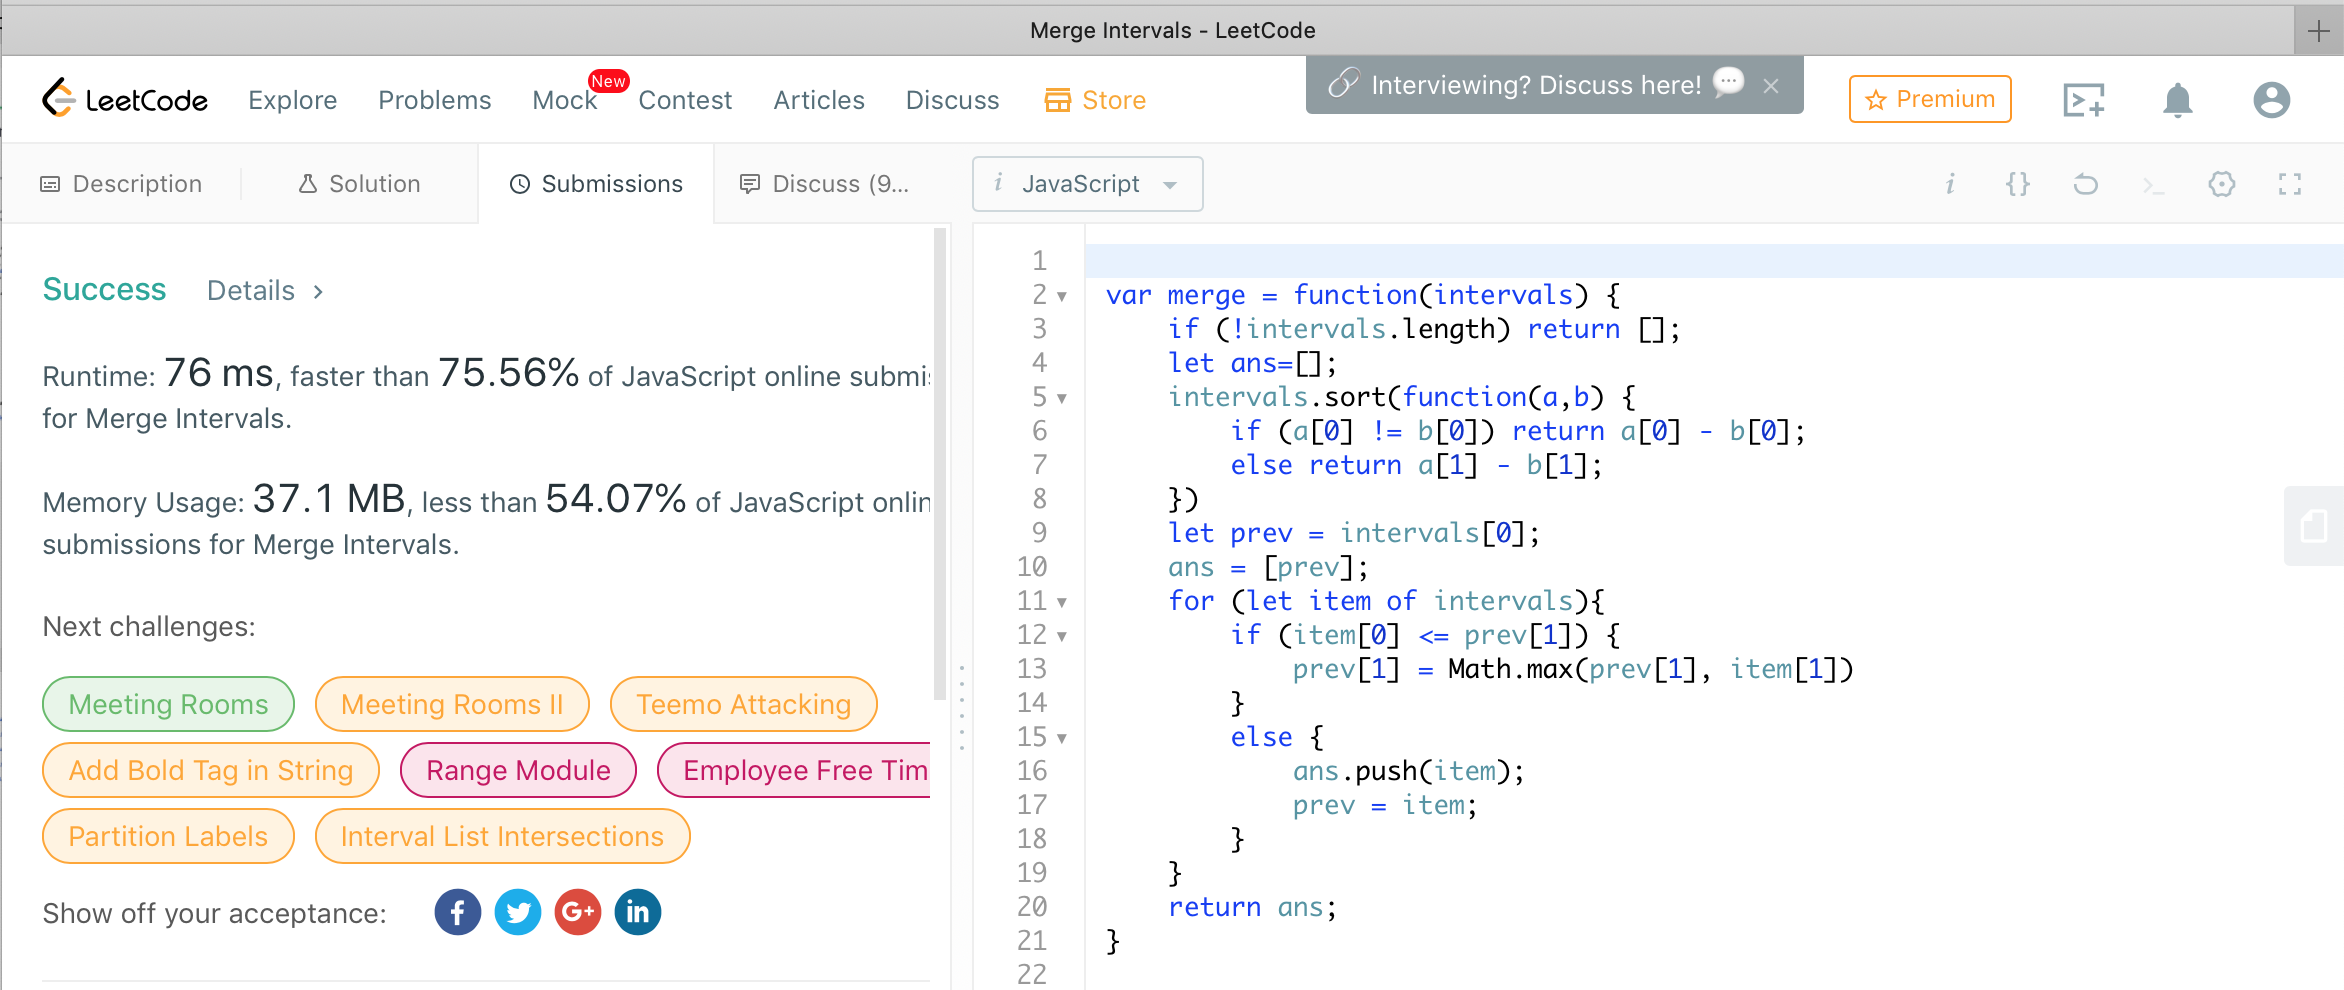 Merge Intervals - LeetCode
LeetCode Explore Problems Mock New Contest Articles Discuss Store Interviewing? Discuss here! Premium
Description Solution Submissions Discuss (9... i JavaScript
Success Details
Runtime: 76 ms, faster than 75.56% of JavaScript online submi
for Merge Intervals.
Memory Usage: 37.1 MB, less than 54.07% of JavaScript onlin
submissions for Merge Intervals.
Next challenges:
Meeting Rooms Meeting Rooms II Teemo Attacking
Add Bold Tag in String Range Module Employee Free Tim
Partition Labels Interval List Intersections
Show off your acceptance:
1
2 var merge = function(intervals) {
3     if (!intervals.length) return [];
4     let ans=[];
5     intervals.sort(function(a,b) {
6         if (a[0] != b[0]) return a[0] - b[0];
7         else return a[1] - b[1];
8     })
9     let prev = intervals[0];
10     ans = [prev];
11     for (let item of intervals){
12         if (item[0] <= prev[1]) {
13             prev[1] = Math.max(prev[1], item[1])
14         }
15         else {
16             ans.push(item);
17             prev = item;
18         }
19     }
20     return ans;
21 }
22